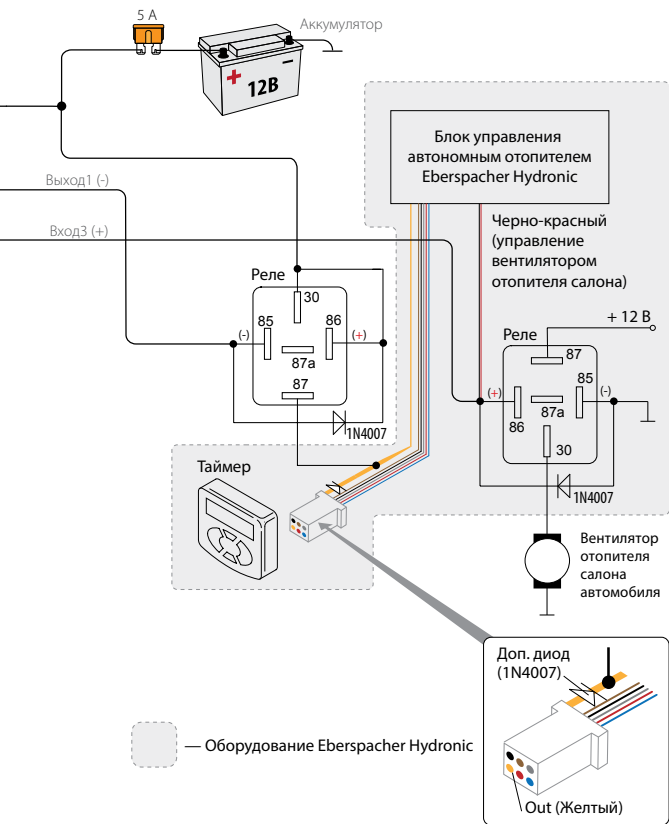 5 А
Аккумулятор
12В
Блок управления
автономным отопителем
Eberspacher Hydronic
Выход1 (-)
Вход3 (+)
Черно-красный
(управление
вентилятором
отопителя салона)
Реле
30
85
86
(-)
(+)
87a
87
1N4007
+ 12 В
Реле
87
85
(+)
(-)
86
87a
30
1N4007
Таймер
Вентилятор
отопителя
салона
автомобиля
Доп. диод
(1N4007)
Out (Желтый)
— Оборудование Eberspacher Hydronic